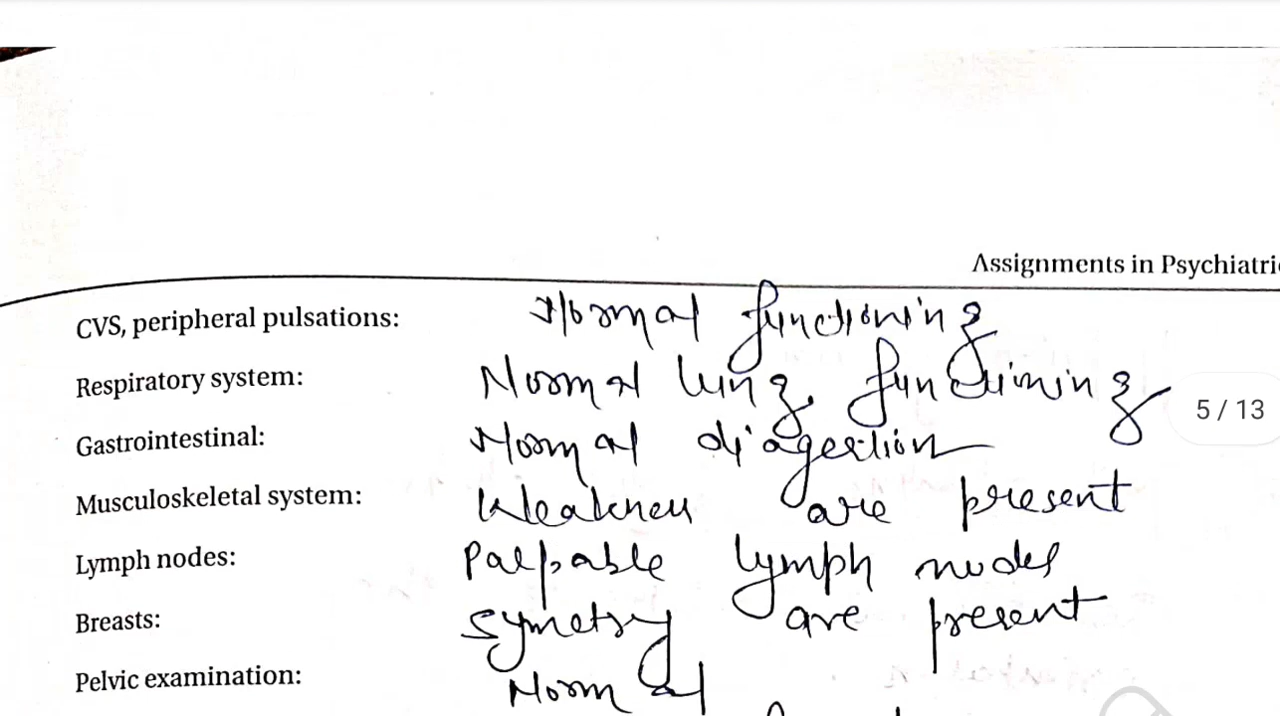 Assignments in Psychiatri
CVS, peripheral pulsations: Normal functioning
Respiratory system: Normal lung functioning
5 / 13
Gastrointestinal: Normal diagestion
Musculoskeletal system: Weakness are present
Lymph nodes: Palpable lymph nodes
Breasts: Symetry are present
Pelvic examination: Normal